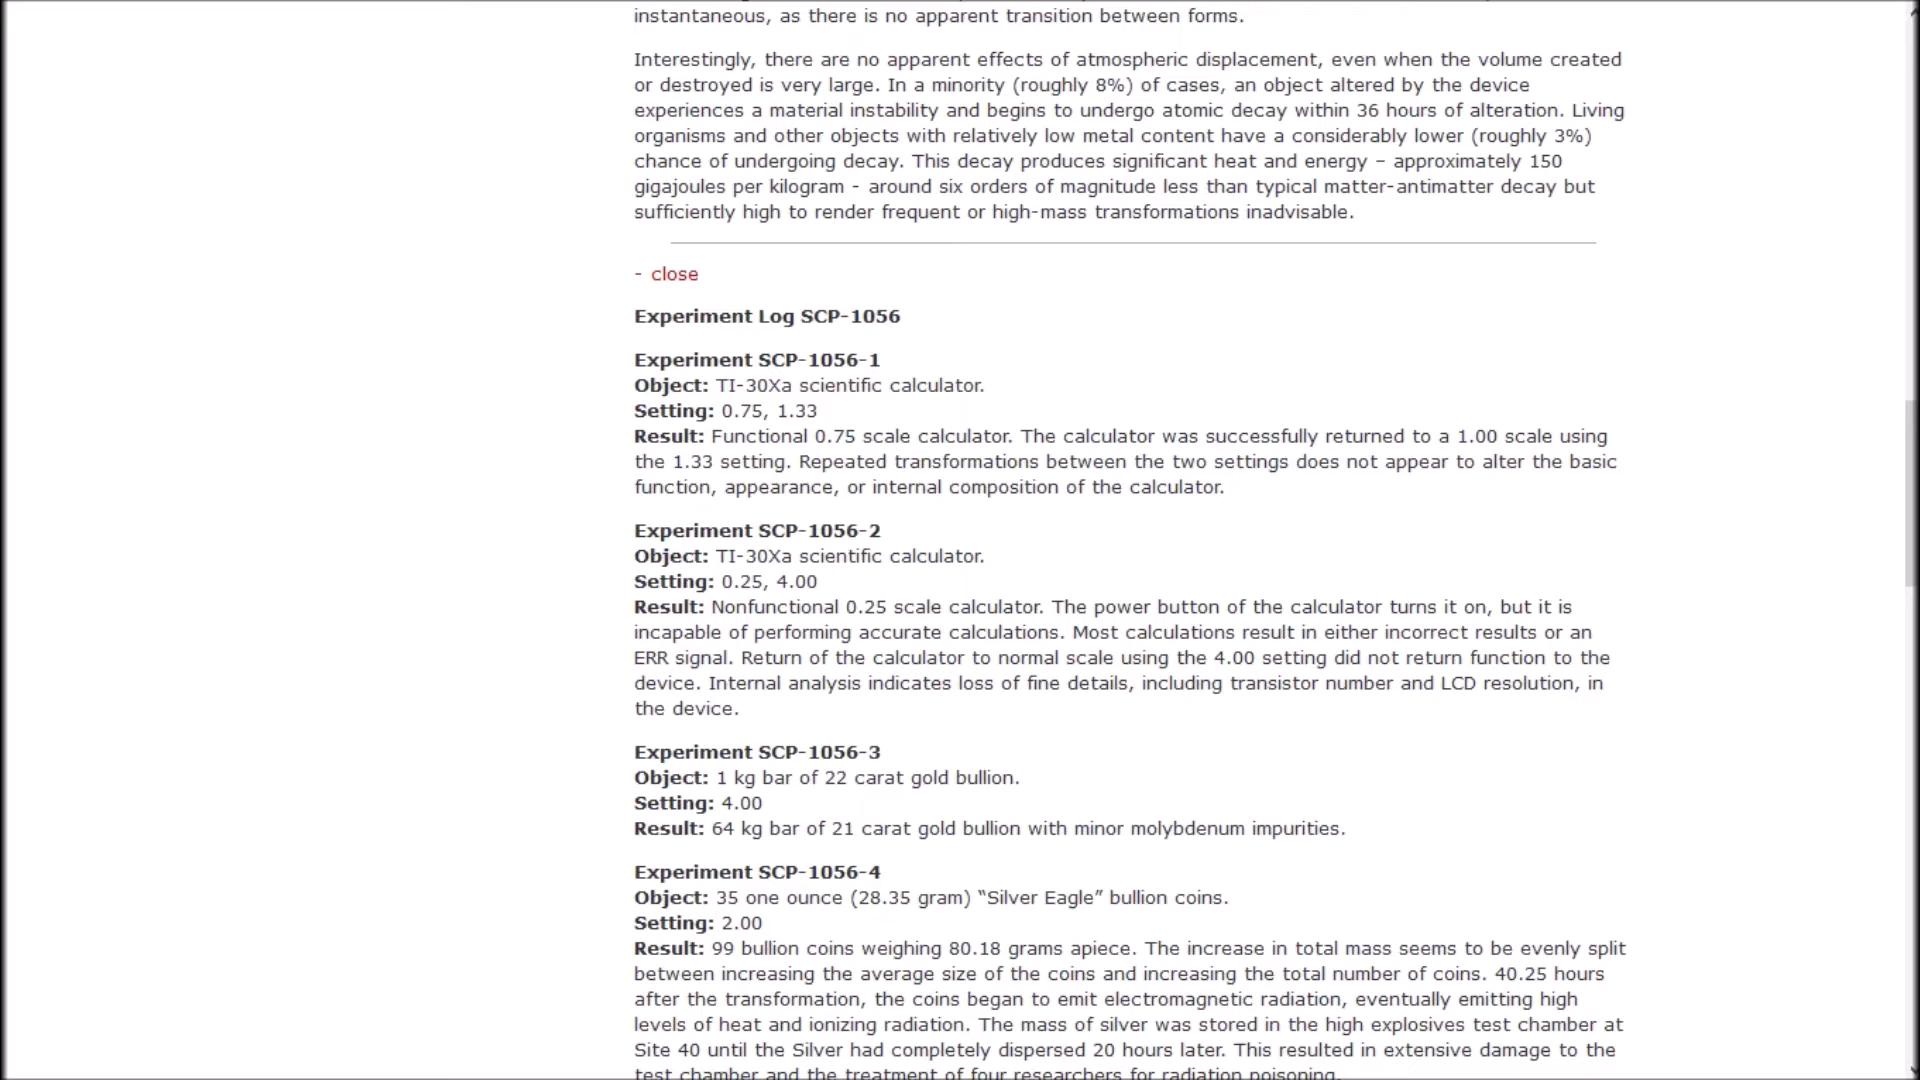 instantaneous, as there is no apparent transition between forms.
Interestingly, there are no apparent effects of atmospheric displacement, even when the volume created
or destroyed is very large. In a minority (roughly 8%) of cases, an object altered by the device
experiences a material instability and begins to undergo atomic decay within 36 hours of alteration. Living
organisms and other objects with relatively low metal content have a considerably lower (roughly 3%)
chance of undergoing decay. This decay produces significant heat and energy – approximately 150
gigajoules per kilogram - around six orders of magnitude less than typical matter-antimatter decay but
sufficiently high to render frequent or high-mass transformations inadvisable.
- close
Experiment Log SCP-1056
Experiment SCP-1056-1
Object: TI-30Xa scientific calculator.
Setting: 0.75, 1.33
Result: Functional 0.75 scale calculator. The calculator was successfully returned to a 1.00 scale using
the 1.33 setting. Repeated transformations between the two settings does not appear to alter the basic
function, appearance, or internal composition of the calculator.
Experiment SCP-1056-2
Object: TI-30Xa scientific calculator.
Setting: 0.25, 4.00
Result: Nonfunctional 0.25 scale calculator. The power button of the calculator turns it on, but it is
incapable of performing accurate calculations. Most calculations result in either incorrect results or an
ERR signal. Return of the calculator to normal scale using the 4.00 setting did not return function to the
device. Internal analysis indicates loss of fine details, including transistor number and LCD resolution, in
the device.
Experiment SCP-1056-3
Object: 1 kg bar of 22 carat gold bullion.
Setting: 4.00
Result: 64 kg bar of 21 carat gold bullion with minor molybdenum impurities.
Experiment SCP-1056-4
Object: 35 one ounce (28.35 gram) “Silver Eagle” bullion coins.
Setting: 2.00
Result: 99 bullion coins weighing 80.18 grams apiece. The increase in total mass seems to be evenly split
between increasing the average size of the coins and increasing the total number of coins. 40.25 hours
after the transformation, the coins began to emit electromagnetic radiation, eventually emitting high
levels of heat and ionizing radiation. The mass of silver was stored in the high explosives test chamber at
Site 40 until the Silver had completely dispersed 20 hours later. This resulted in extensive damage to the
test chamber and the treatment of four researchers for radiation poisoning.